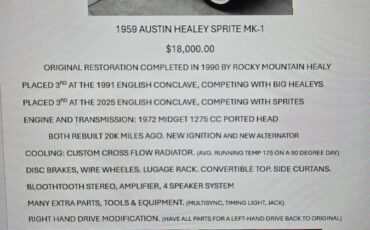 1959 AUSTIN HEALEY SPRITE MK-1
$18,000.00
ORIGINAL RESTORATION COMPLETED IN 1990 BY ROCKY MOUNTAIN HEALY
PLACED 3RD AT THE 1991 ENGLISH CONCLAVE, COMPETING WITH BIG HEALEYS
PLACED 3RD AT THE 2025 ENGLISH CONCLAVE, COMPETING WITH SPRITES
ENGINE AND TRANSMISSION: 1972 MIDGET 1275 CC PORTED HEAD
BOTH REBUILT 20K MILES AGO. NEW IGNITION AND NEW ALTERNATOR
COOLING: CUSTOM CROSS FLOW RADIATOR. (AVG. RUNNING TEMP 175 ON A 90 DEGREE DAY)
DISC BRAKES, WIRE WHEELS. LUGAGE RACK. CONVERTIBLE TOP. SIDE CURTANS.
BLOOTHTOOTH STEREO, AMPLIFIER, 4 SPEAKER SYSTEM
MANY EXTRA PARTS, TOOLS & EQUIPMENT. (MULTISYNC, TIMING LIGHT, JACK)
RIGHT HAND DRIVE MODIFICATION. (HAVE ALL PARTS FOR A LEFT-HAND DRIVE BACK TO ORIGINAL)